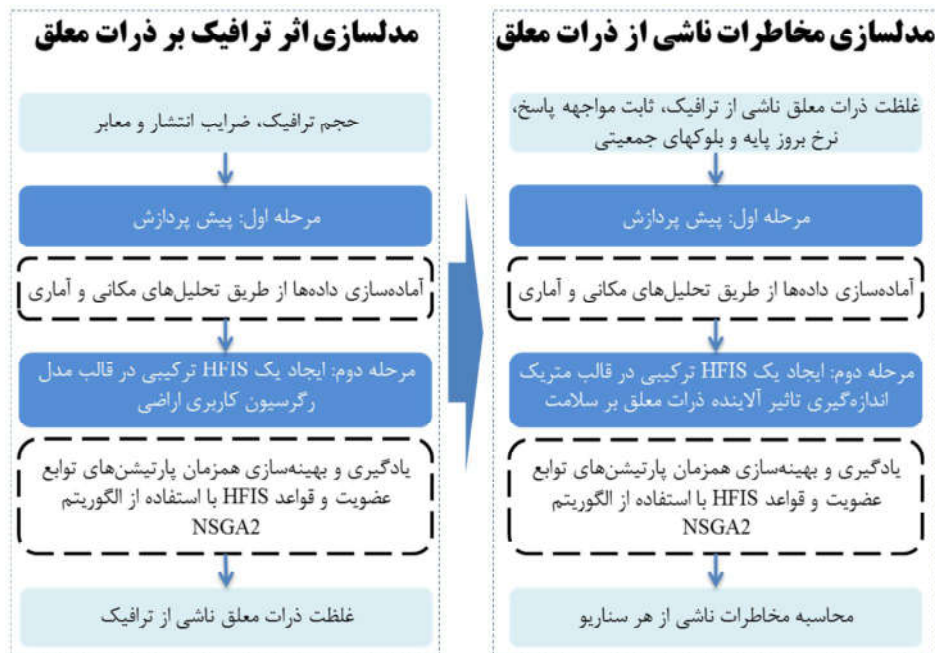 مدلسازی اثر ترافیک بر ذرات معلق
حجم ترافیک، ضرایب انتشار و معابر
مرحله اول: پیش پردازش
آماده‌سازی داده‌ها از طریق تحلیل‌های مکانی و آماری
مرحله دوم: ایجاد یک HFIS ترکیبی در قالب مدل
رگرسیون کاربری اراضی
یادگیری و بهینه‌سازی همزمان پارتیشن‌های توابع
عضویت و قواعد HFIS با استفاده از الگوریتم
NSGA2
غلظت ذرات معلق ناشی از ترافیک
مدلسازی مخاطرات ناشی از ذرات معلق
غلظت ذرات معلق ناشی از ترافیک، ثابت مواجهه پاسخ،
نرخ بروز پایه و بلوکهای جمعیتی
مرحله اول: پیش پردازش
آماده‌سازی داده‌ها از طریق تحلیل‌های مکانی و آماری
مرحله دوم: ایجاد یک HFIS ترکیبی در قالب متریک
اندازه‌گیری تاثیر آلاینده ذرات معلق بر سلامت
یادگیری و بهینه‌سازی همزمان پارتیشن‌های توابع
عضویت و قواعد HFIS با استفاده از الگوریتم
NSGA2
محاسبه مخاطرات ناشی از هر سناریو